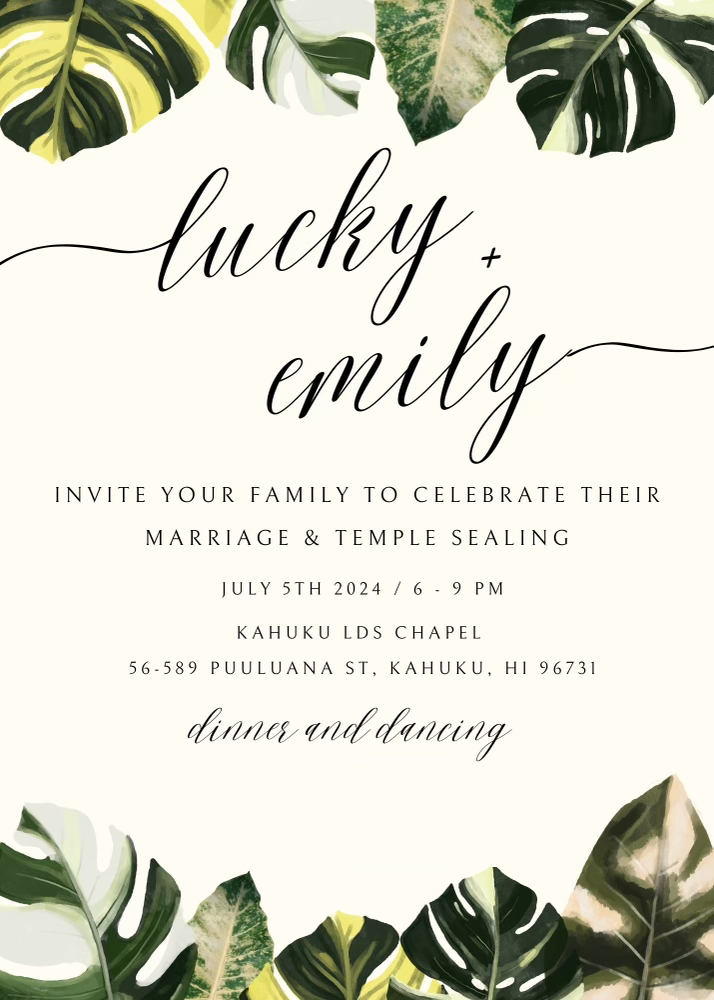 lucky +
emily
INVITE YOUR FAMILY TO CELEBRATE THEIR
MARRIAGE & TEMPLE SEALING
JULY 5TH 2024 / 6 - 9 PM
KAHUKU LDS CHAPEL
56-589 PUULUANA ST, KAHUKU, HI 96731
dinner and dancing